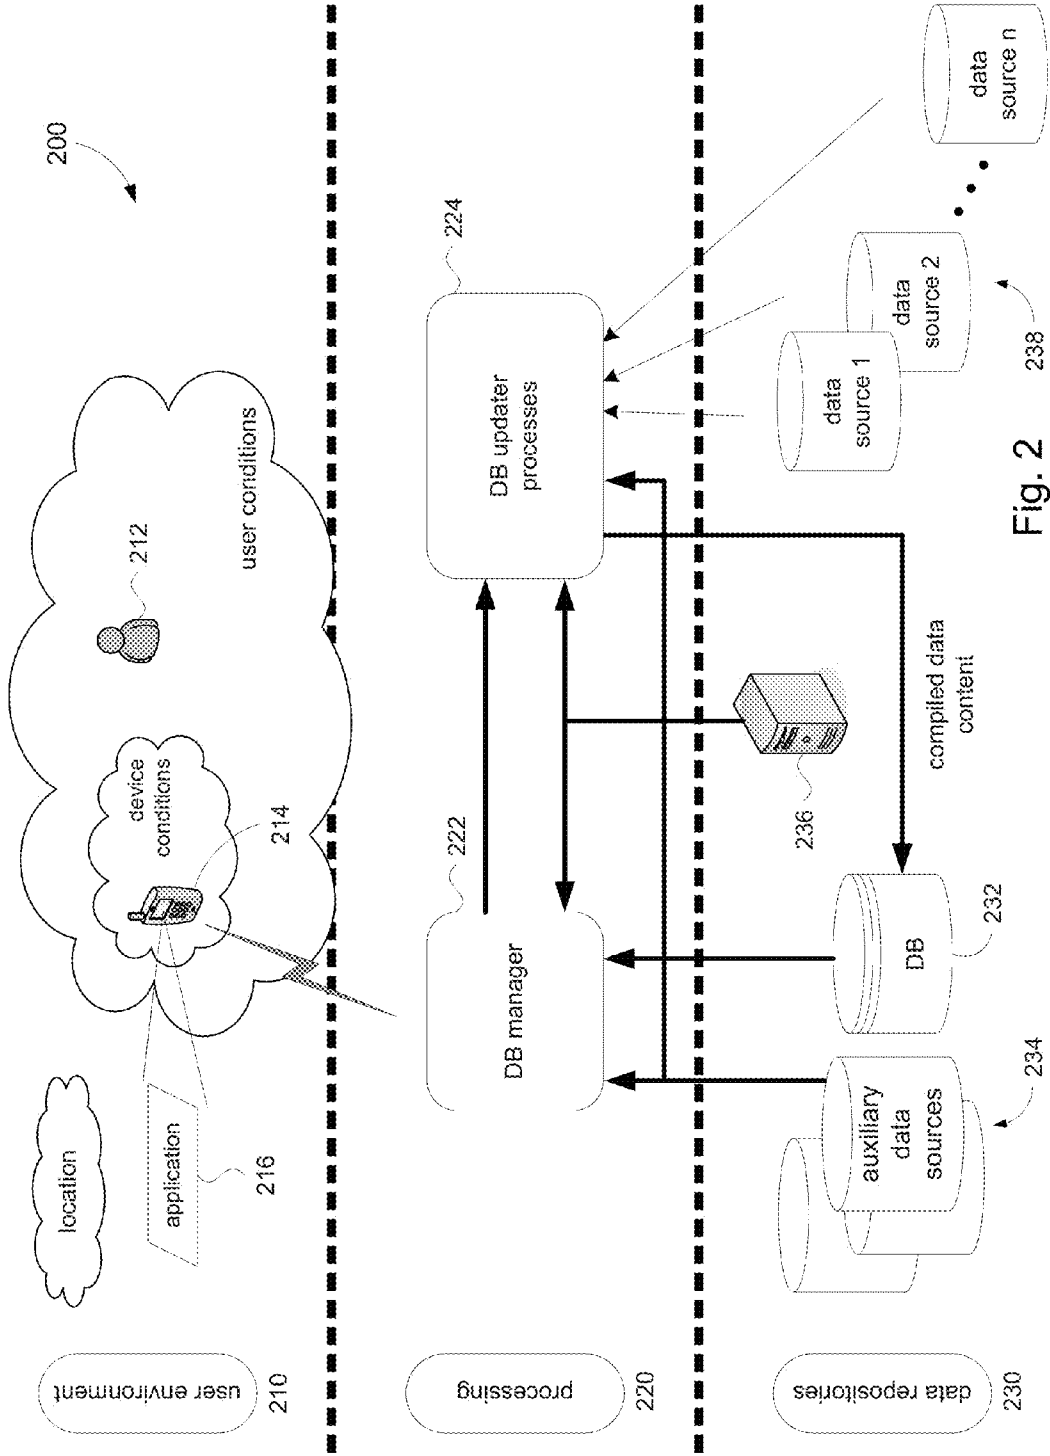 200
user environment
210
location
application
216
device
conditions
214
212
user conditions
processing
220
DB manager
222
DB updater
processes
224
data repositories
230
auxiliary
data
sources
234
DB
232
236
compiled data
content
data
source 1
data
source 2
238
data
source n
Fig. 2